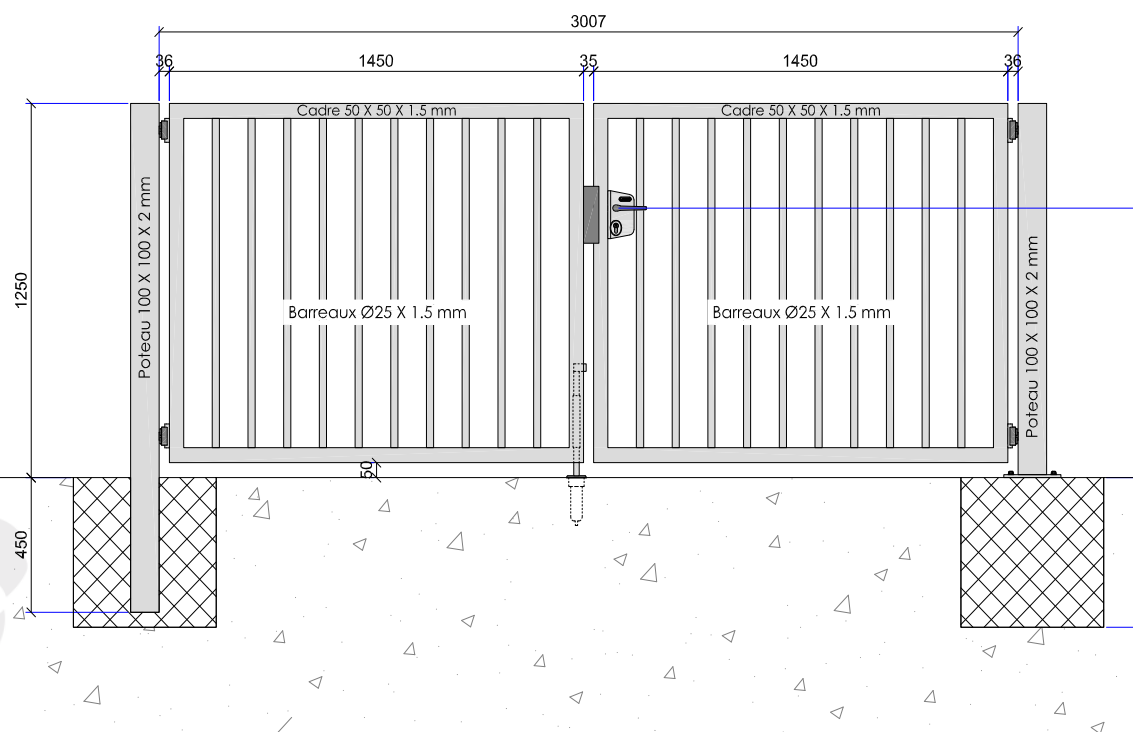 3007
36
1450
35
1450
36
Cadre 50 X 50 X 1.5 mm
Cadre 50 X 50 X 1.5 mm
Poteau 100 X 100 X 2 mm
1250
Barreaux Ø25 X 1.5 mm
Barreaux Ø25 X 1.5 mm
Poteau 100 X 100 X 2 mm
50
450